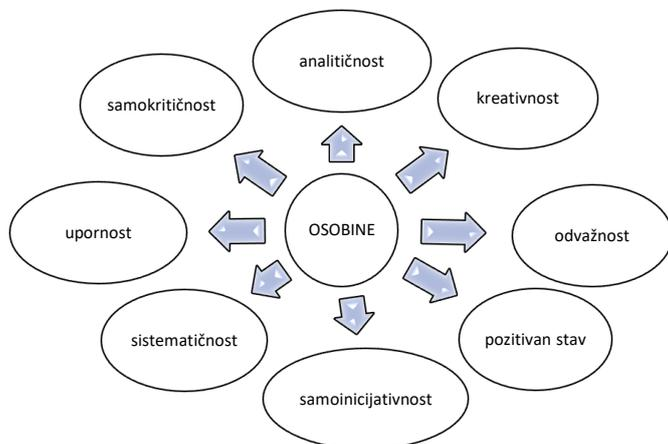 analitičnost
kreativnost
samokritičnost
upornost
OSOBINE
odvažnost
sistematičnost
pozitivan stav
samoinicijativnost